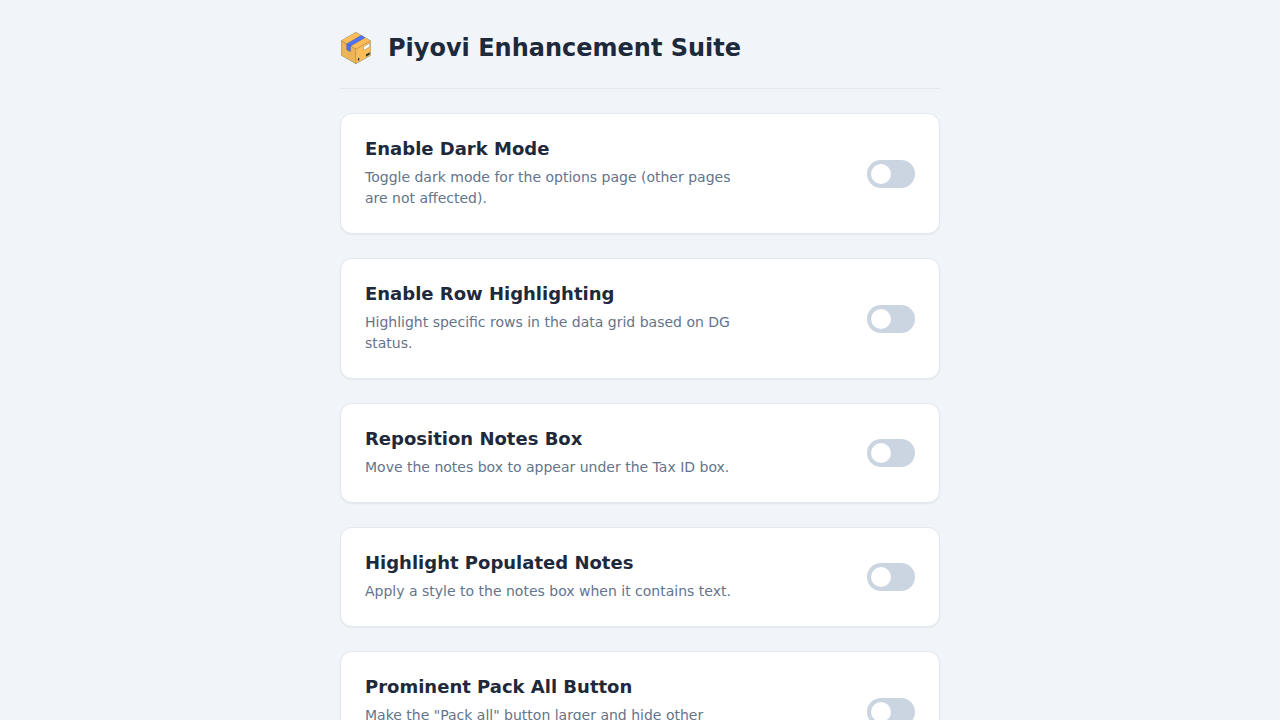 Piyovi Enhancement Suite
Enable Dark Mode
Toggle dark mode for the options page (other pages
are not affected).
Enable Row Highlighting
Highlight specific rows in the data grid based on DG
status.
Reposition Notes Box
Move the notes box to appear under the Tax ID box.
Highlight Populated Notes
Apply a style to the notes box when it contains text.
Prominent Pack All Button
Make the "Pack all" button larger and hide other